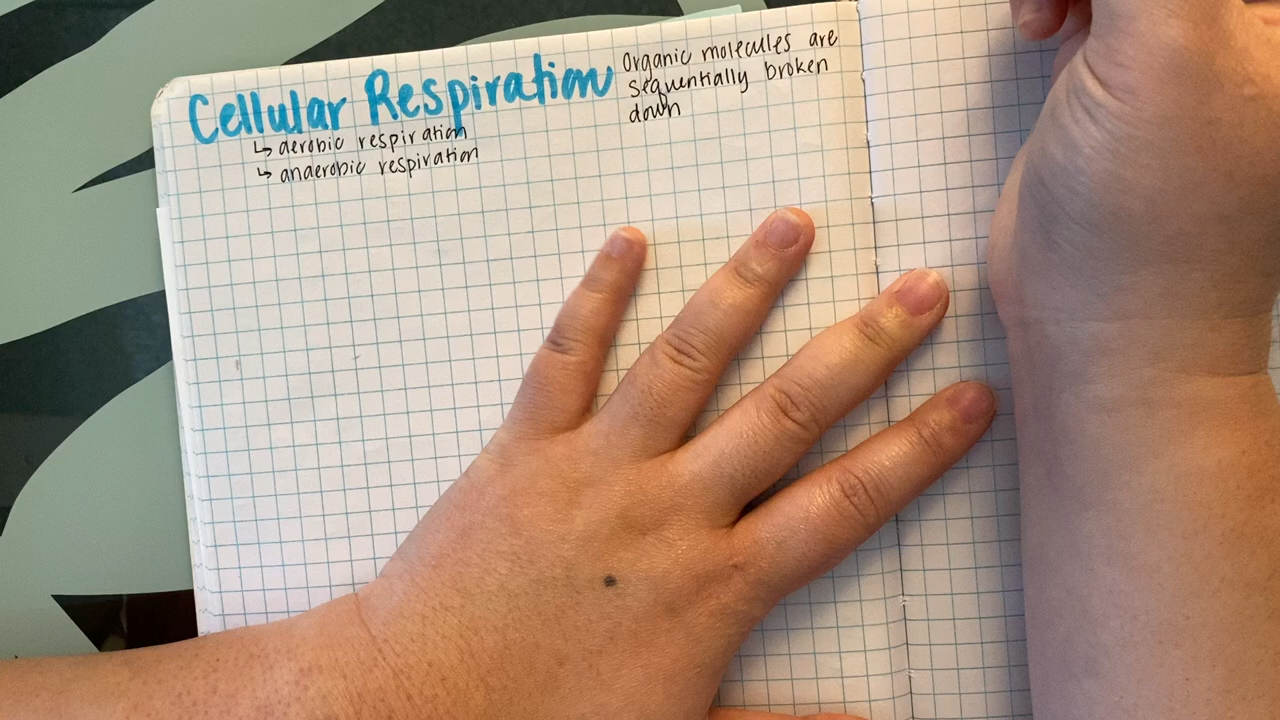 Cellular Respiration
↳ aerobic respiration
↳ anaerobic respiration
Organic molecules are
sequentially broken
down